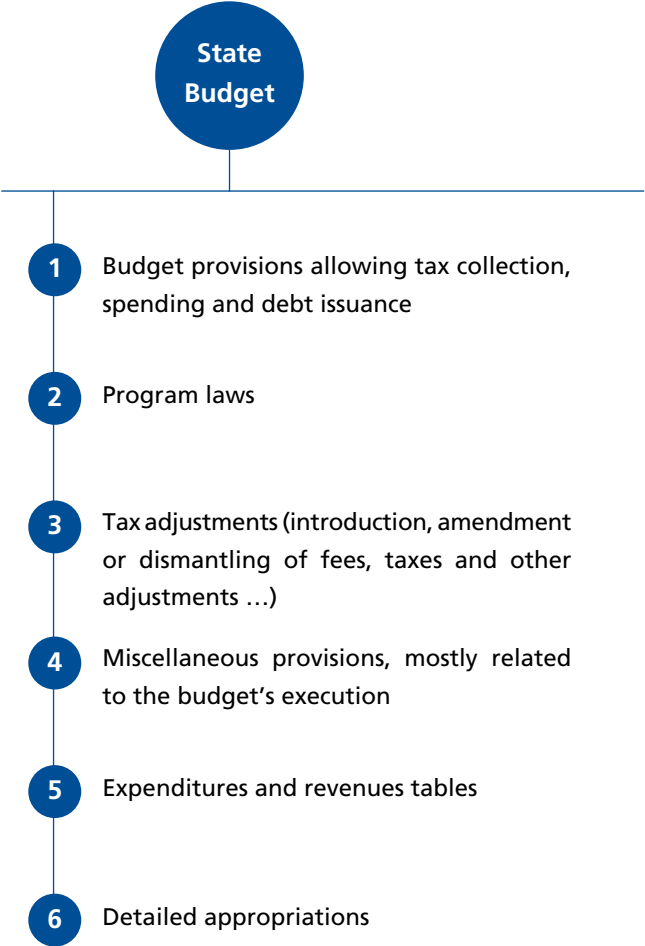 State
Budget
1
Budget provisions allowing tax collection,
spending and debt issuance
2
Program laws
3
Tax adjustments (introduction, amendment
or dismantling of fees, taxes and other
adjustments …)
4
Miscellaneous provisions, mostly related
to the budget’s execution
5
Expenditures and revenues tables
6
Detailed appropriations